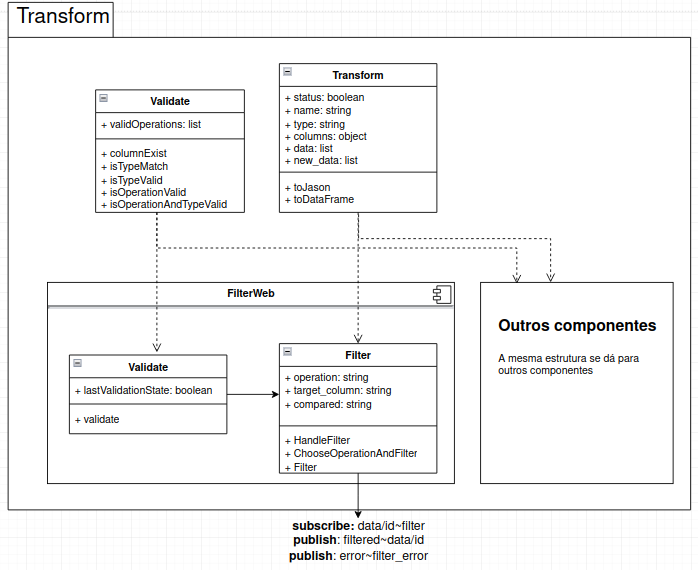 Transform
Validate
+ validOperations: list
+ columnExist
+ isTypeMatch
+ isTypeValid
+ isOperationValid
+ isOperationAndTypeValid
Transform
+ status: boolean
+ name: string
+ type: string
+ columns: object
+ data: list
+ new_data: list
+ toJason
+ toDataFrame
FilterWeb
Validate
+ lastValidationState: boolean
+ validate
Filter
+ operation: string
+ target_column: string
+ compared: string
+ HandleFilter
+ ChooseOperationAndFilter
+ Filter
Outros componentes
A mesma estrutura se dá para
outros componentes
subscribe: data/id~filter
publish: filtered~data/id
publish: error~filter_error